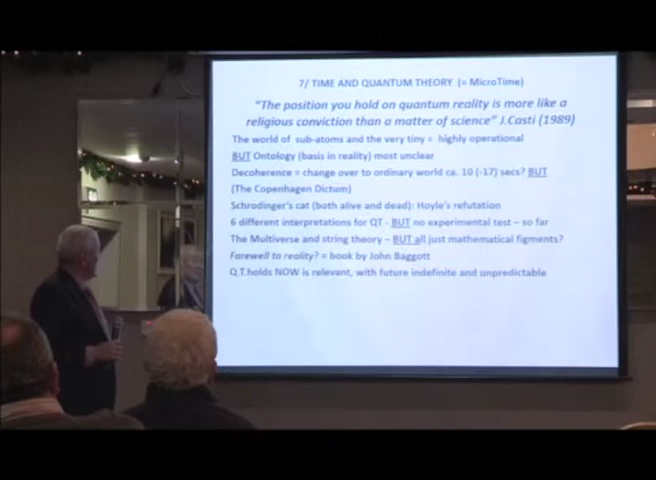 7/ TIME AND QUANTUM THEORY (= MicroTime)
"The position you hold on quantum reality is more like a
religious conviction than a matter of science" J.Casti (1989)
The world of sub-atoms and the very tiny = highly operational
BUT Ontology (basis in reality) most unclear
Decoherence = change over to ordinary world ca. 10 (-17) secs? BUT
(The Copenhagen Dictum)
Schrodinger's cat (both alive and dead): Hoyle's refutation
6 different interpretations for QT - BUT no experimental test – so far
The Multiverse and string theory – BUT all just mathematical figments?
Farewell to reality? = book by John Baggott
Q.T.holds NOW is relevant, with future indefinite and unpredictable